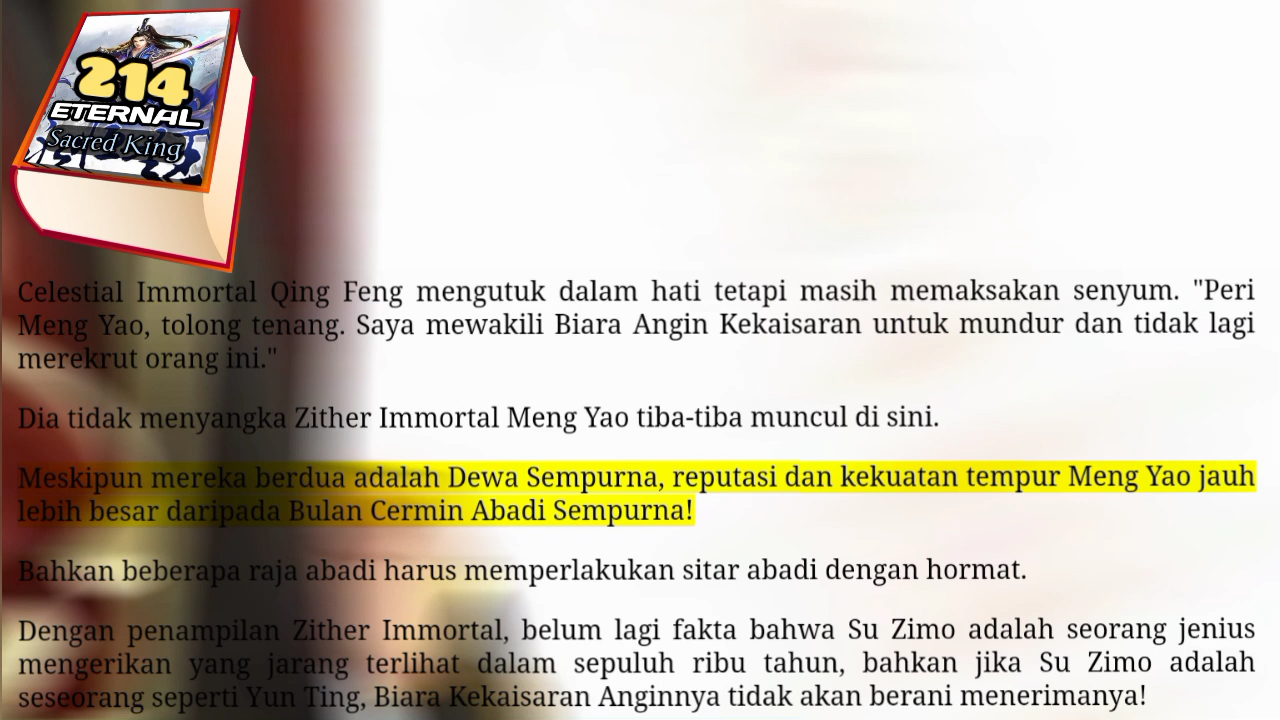 214
ETERNAL
Sacred King
Celestial Immortal Qing Feng mengutuk dalam hati tetapi masih memaksakan senyum. "Peri
Meng Yao, tolong tenang. Saya mewakili Biara Angin Kekaisaran untuk mundur dan tidak lagi
merekrut orang ini."
Dia tidak menyangka Zither Immortal Meng Yao tiba-tiba muncul di sini.
Meskipun mereka berdua adalah Dewa Sempurna, reputasi dan kekuatan tempur Meng Yao jauh
lebih besar daripada Bulan Cermin Abadi Sempurna!
Bahkan beberapa raja abadi harus memperlakukan sitar abadi dengan hormat.
Dengan penampilan Zither Immortal, belum lagi fakta bahwa Su Zimo adalah seorang jenius
mengerikan yang jarang terlihat dalam sepuluh ribu tahun, bahkan jika Su Zimo adalah
seseorang seperti Yun Ting, Biara Kekaisaran Anginnya tidak akan berani menerimanya!